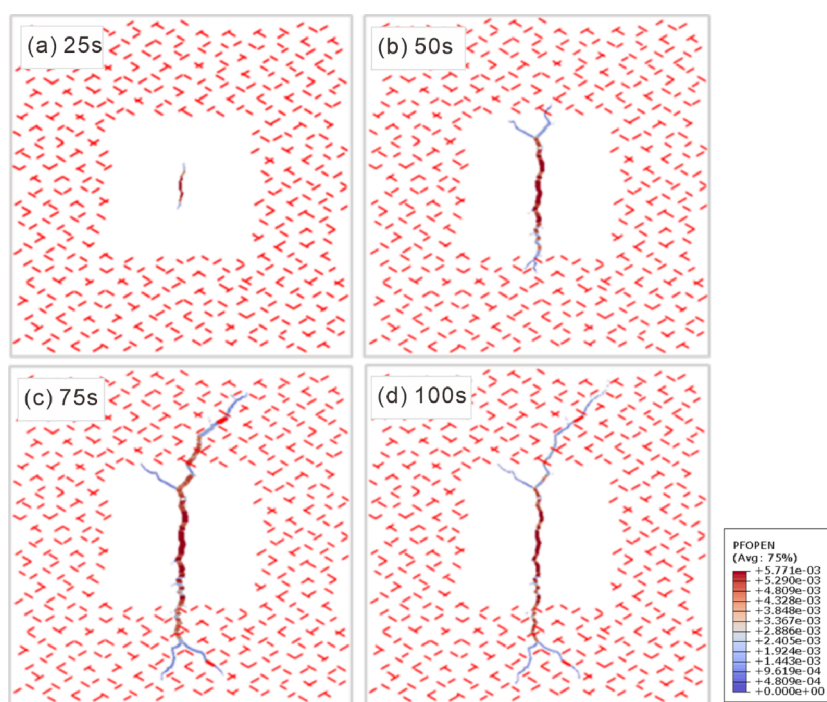 (a) 25s
(b) 50s
(c) 75s
(d) 100s
PFOPEN
(Avg: 75%)
+5.771e-03
+5.290e-03
+4.809e-03
+4.328e-03
+3.848e-03
+3.367e-03
+2.886e-03
+2.405e-03
+1.924e-03
+1.443e-03
+9.619e-04
+4.809e-04
+0.000e+00